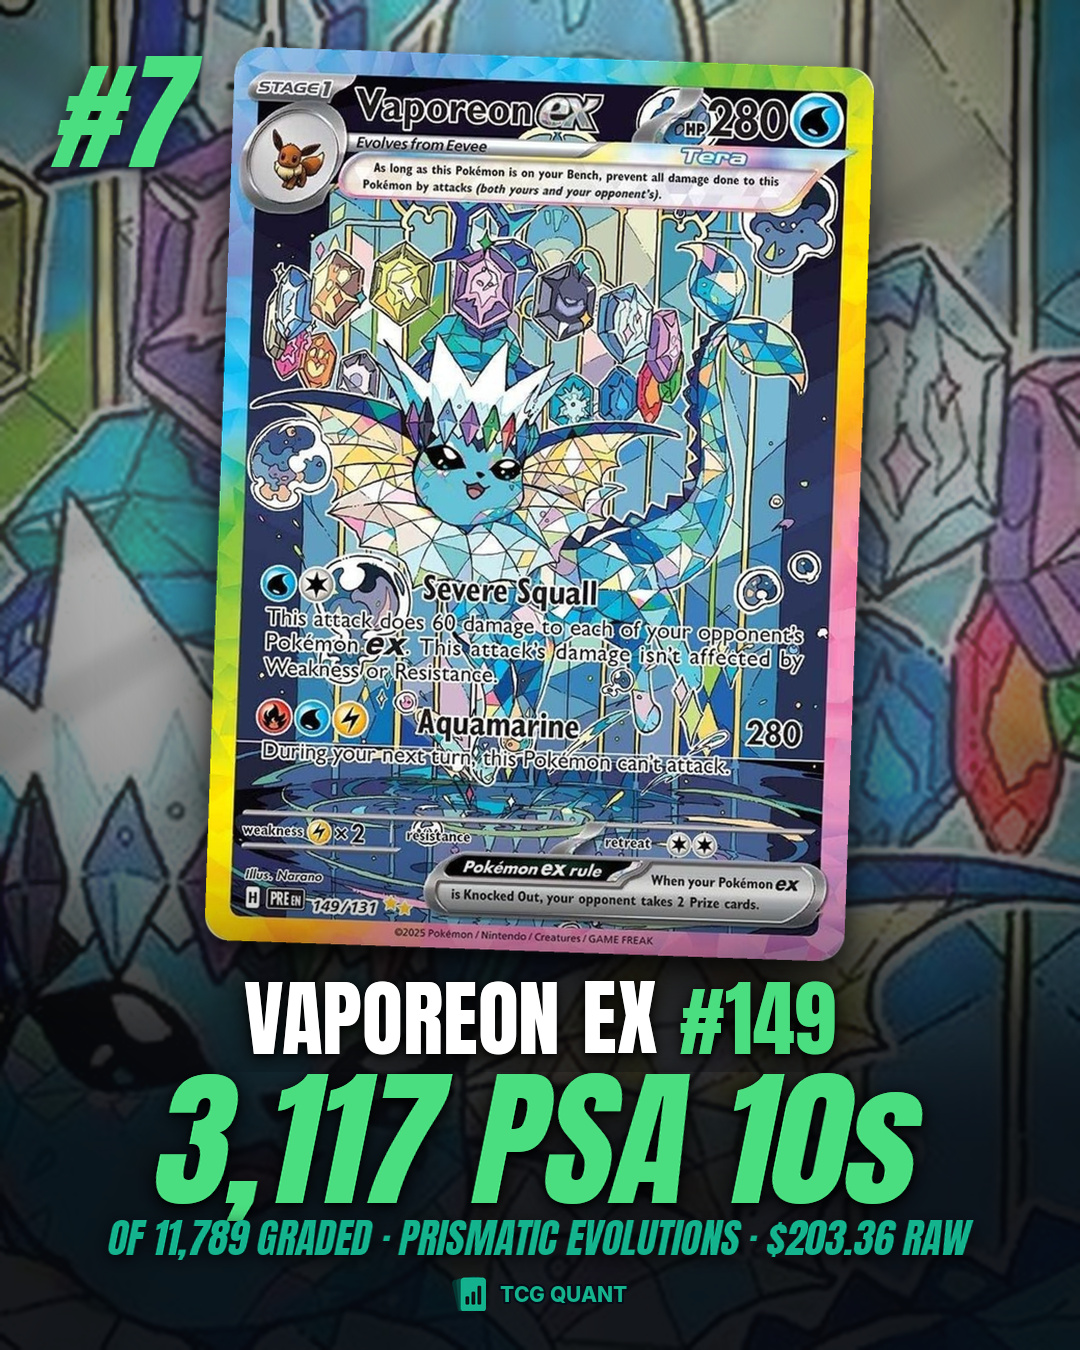 #7
STAGE1
Vaporeon ex
HP 280
Evolves from Eevee
Tera
As long as this Pokémon is on your Bench, prevent all damage done to this
Pokémon by attacks (both yours and your opponent's).
Severe Squall
This attack does 60 damage to each of your opponent's
Pokémon ex. This attack's damage isn't affected by
Weakness or Resistance.
Aquamarine 280
During your next turn, this Pokémon can't attack.
weakness ×2 resistance retreat
Illus. Narano
Pokémon ex rule
When your Pokémon ex
is Knocked Out, your opponent takes 2 Prize cards.
H PRE EN 149/131
©2025 Pokémon / Nintendo / Creatures / GAME FREAK
VAPOREON EX #149
3,117 PSA 10s
OF 11,789 GRADED · PRISMATIC EVOLUTIONS · $203.36 RAW
TCG QUANT